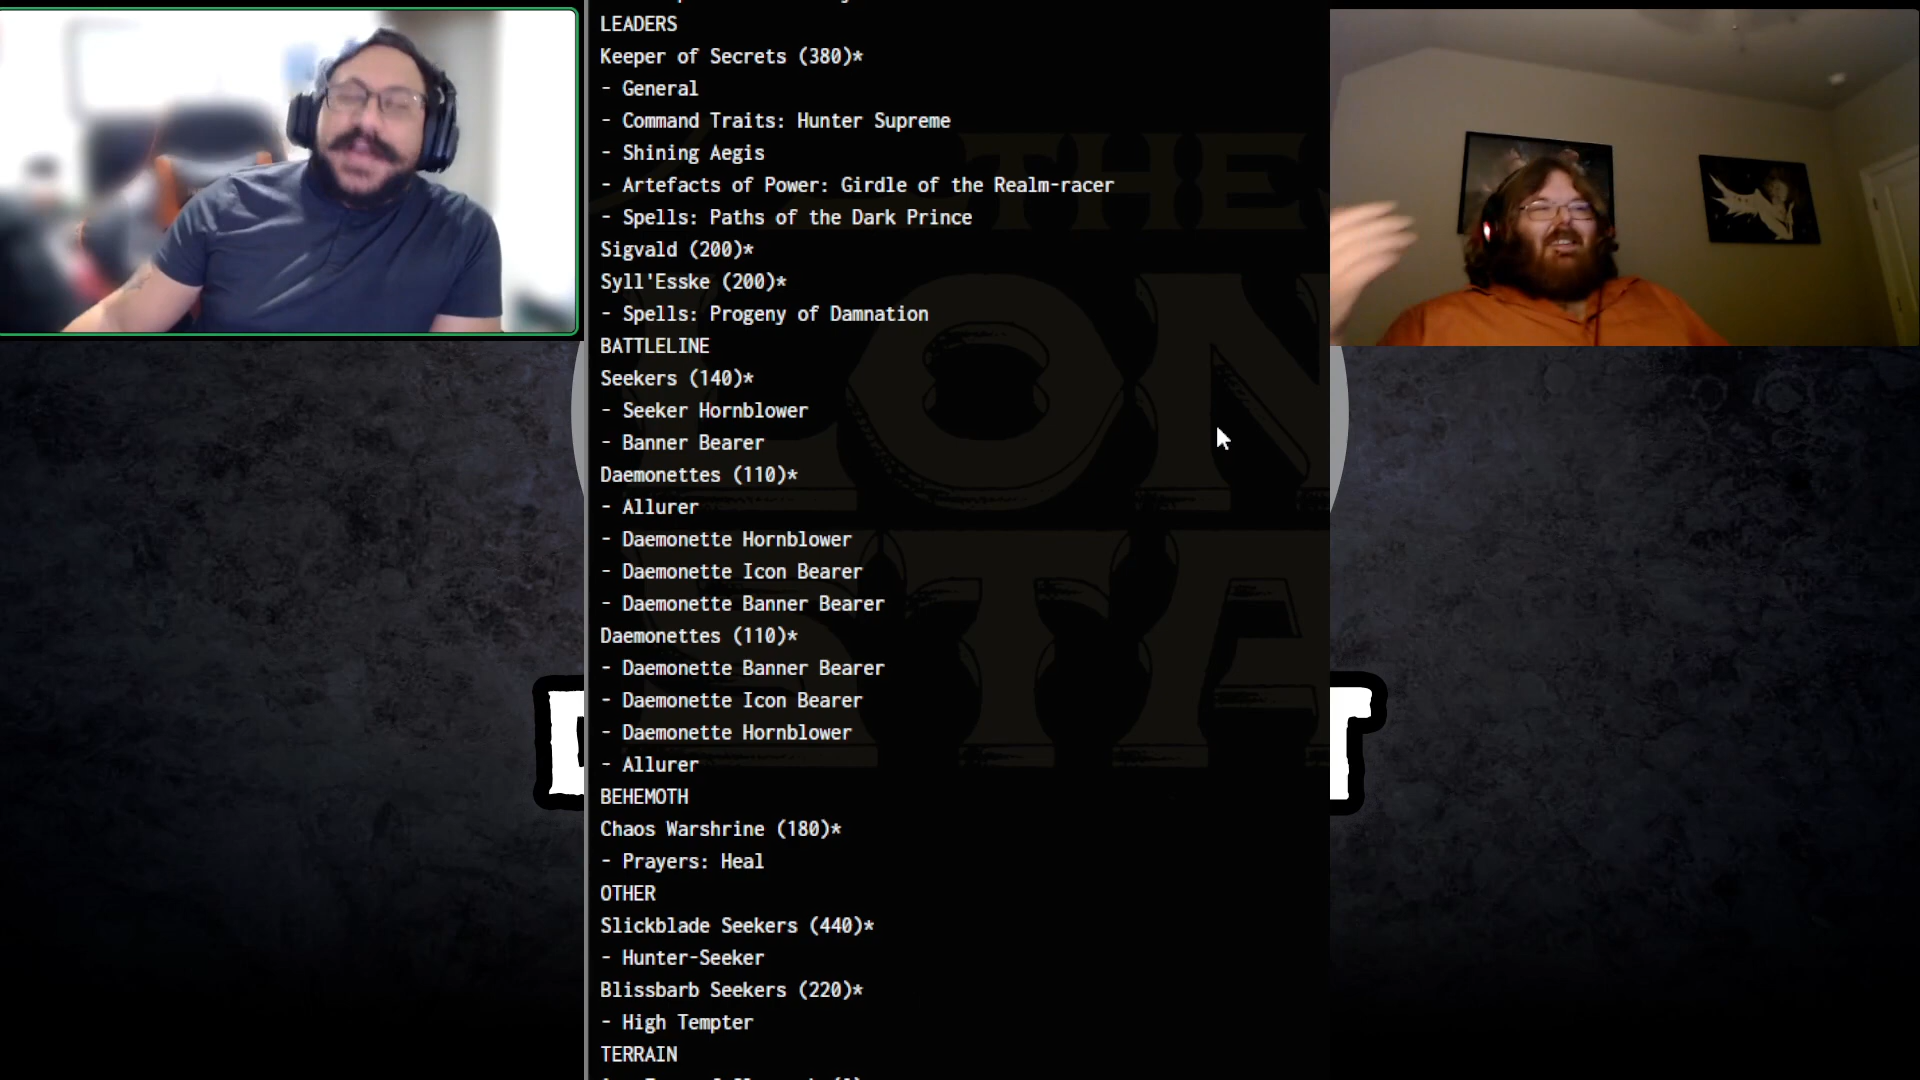 LEADERS
Keeper of Secrets (380)*
- General
- Command Traits: Hunter Supreme
- Shining Aegis
- Artefacts of Power: Girdle of the Realm-racer
- Spells: Paths of the Dark Prince
Sigvald (200)*
Syll'Esske (200)*
- Spells: Progeny of Damnation
BATTLELINE
Seekers (140)*
- Seeker Hornblower
- Banner Bearer
Daemonettes (110)*
- Allurer
- Daemonette Hornblower
- Daemonette Icon Bearer
- Daemonette Banner Bearer
Daemonettes (110)*
- Daemonette Banner Bearer
- Daemonette Icon Bearer
- Daemonette Hornblower
- Allurer
BEHEMOTH
Chaos Warshrine (180)*
- Prayers: Heal
OTHER
Slickblade Seekers (440)*
- Hunter-Seeker
Blissbarb Seekers (220)*
- High Tempter
TERRAIN
THE